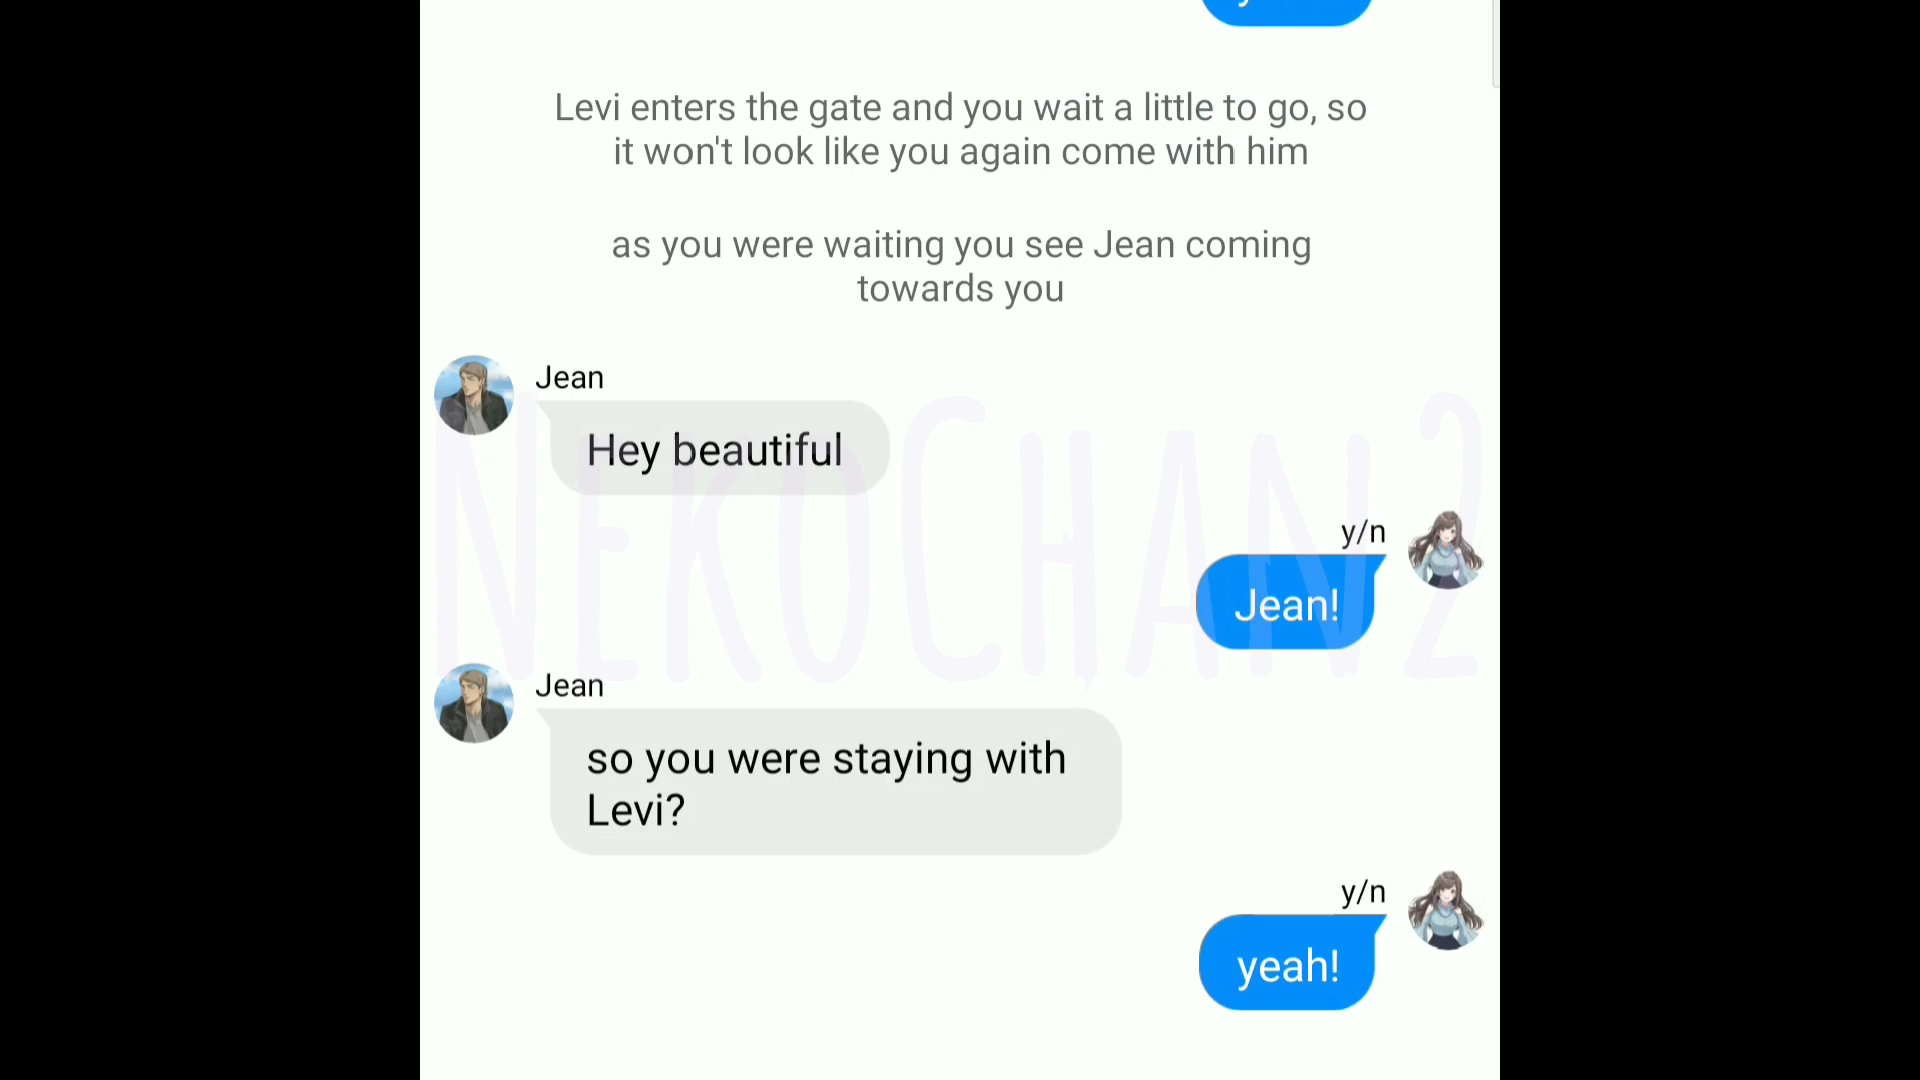 Levi enters the gate and you wait a little to go, so
it won't look like you again come with him
as you were waiting you see Jean coming
towards you
Jean
Hey beautiful
y/n
Jean!
Jean
so you were staying with
Levi?
y/n
yeah!
NEKOCHAN2